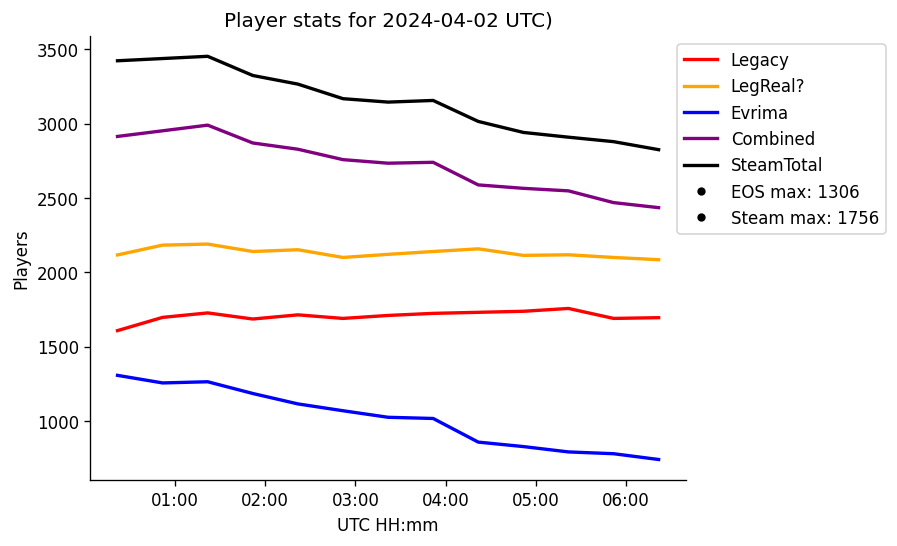 Player stats for 2024-04-02 UTC)
3500
3000
2500
2000
1500
1000
Players
01:00 02:00 03:00 04:00 05:00 06:00
UTC HH:mm
Legacy
LegReal?
Evrima
Combined
SteamTotal
EOS max: 1306
Steam max: 1756